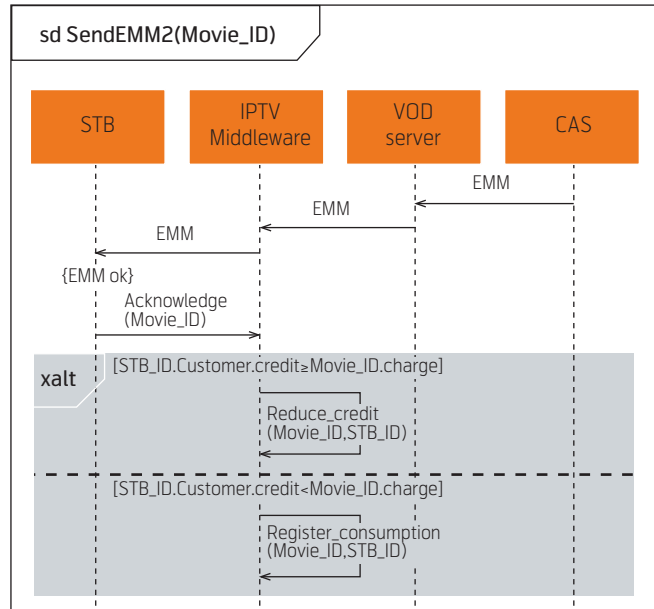 sd SendEMM2(Movie_ID)
STB
IPTV
Middleware
VOD
server
CAS
EMM
EMM
EMM
{EMM ok}
Acknowledge
(Movie_ID)
xalt
[STB_ID.Customer.credit≥Movie_ID.charge]
Reduce_credit
(Movie_ID,STB_ID)
[STB_ID.Customer.credit<Movie_ID.charge]
Register_consumption
(Movie_ID,STB_ID)